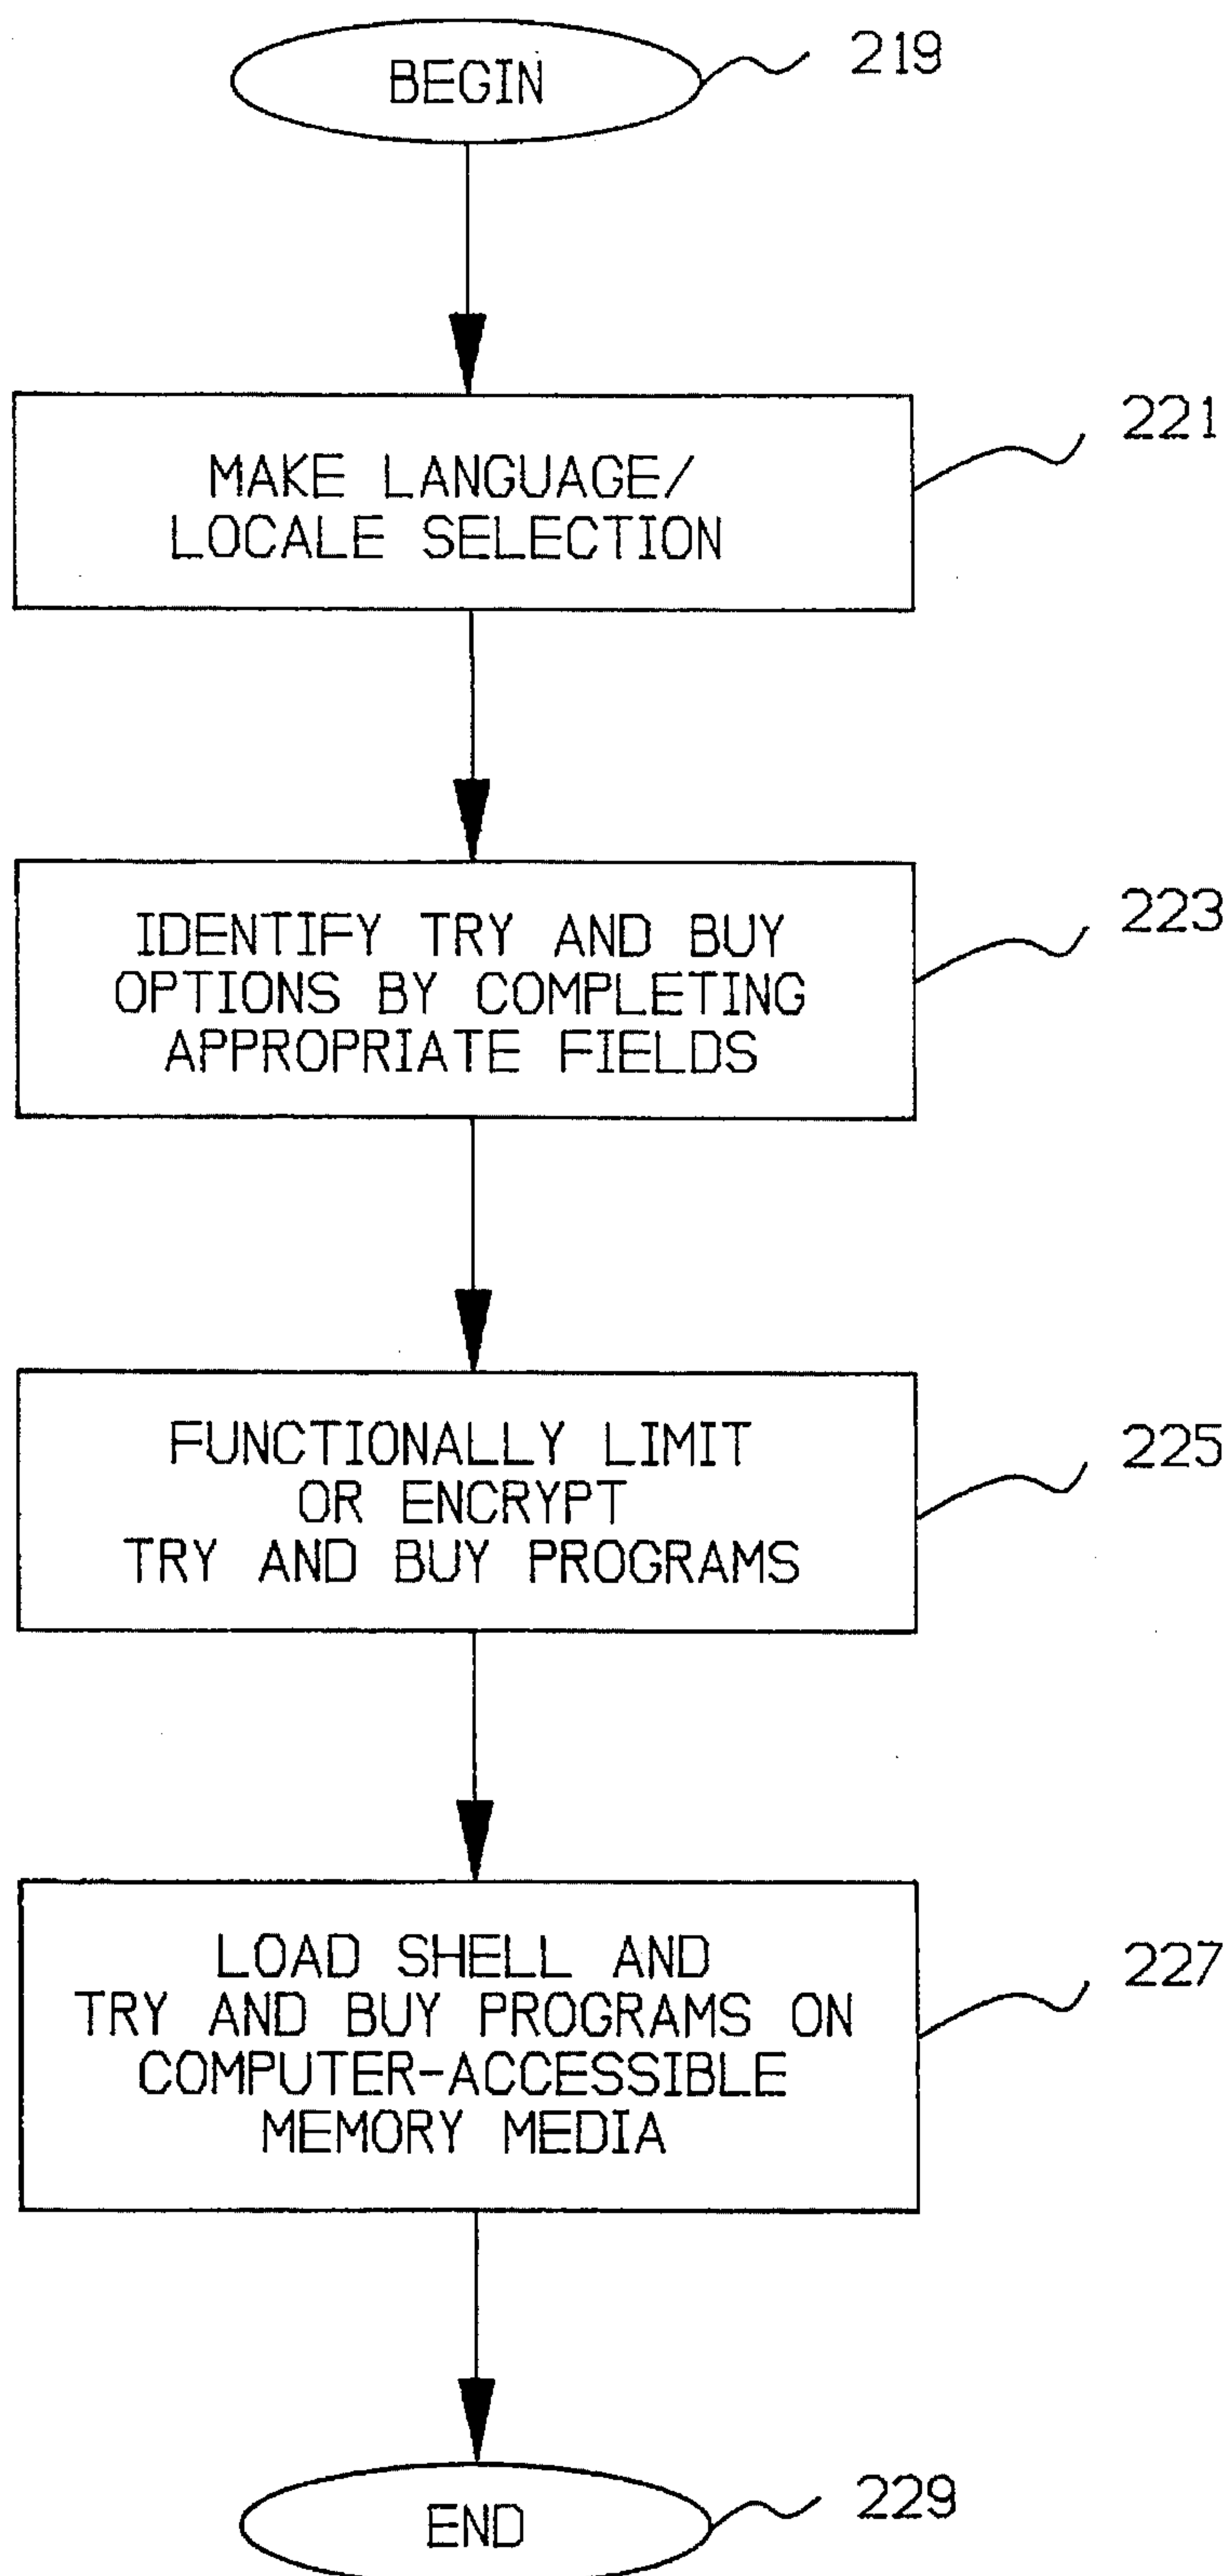 BEGIN
219
MAKE LANGUAGE/
LOCALE SELECTION
221
IDENTIFY TRY AND BUY
OPTIONS BY COMPLETING
APPROPRIATE FIELDS
223
FUNCTIONALLY LIMIT
OR ENCRYPT
TRY AND BUY PROGRAMS
225
LOAD SHELL AND
TRY AND BUY PROGRAMS ON
COMPUTER-ACCESSIBLE
MEMORY MEDIA
227
END
229